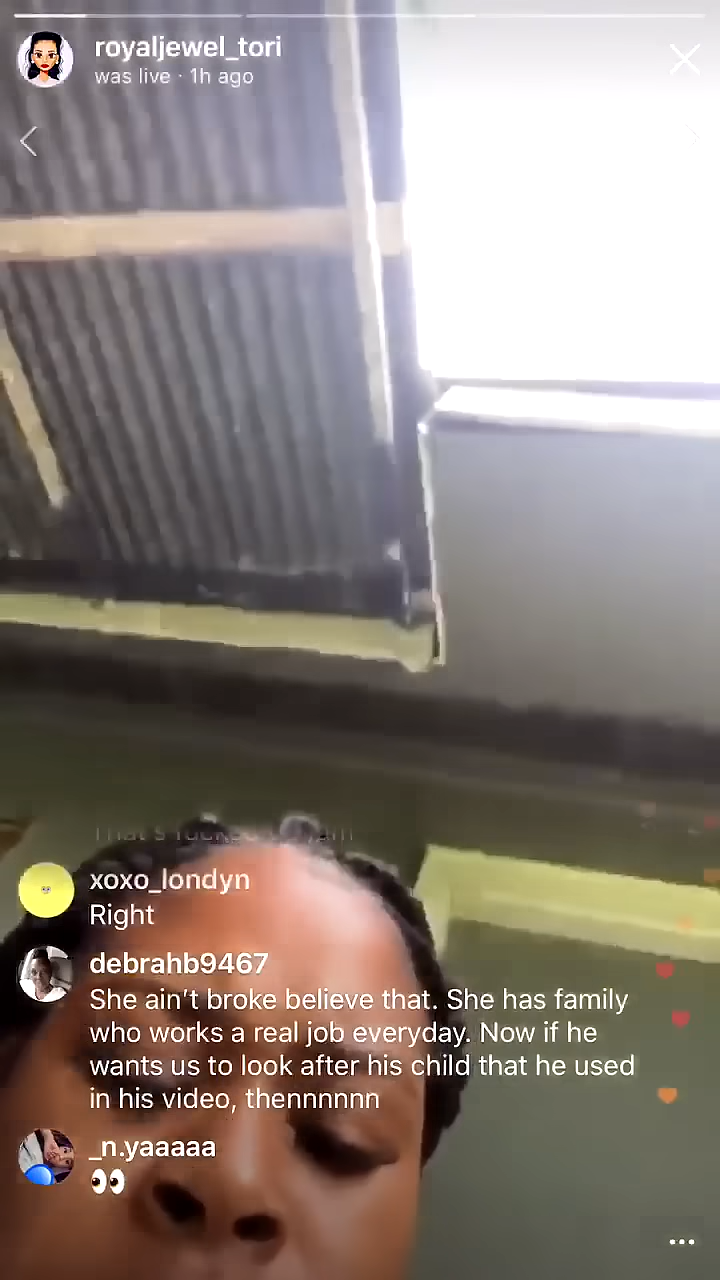 royaljewel_tori
was live · 1h ago
xoxo_londyn
Right
debrahb9467
She ain't broke believe that. She has family
who works a real job everyday. Now if he
wants us to look after his child that he used
in his video, thennnnnn
_n.yaaaaa
👀